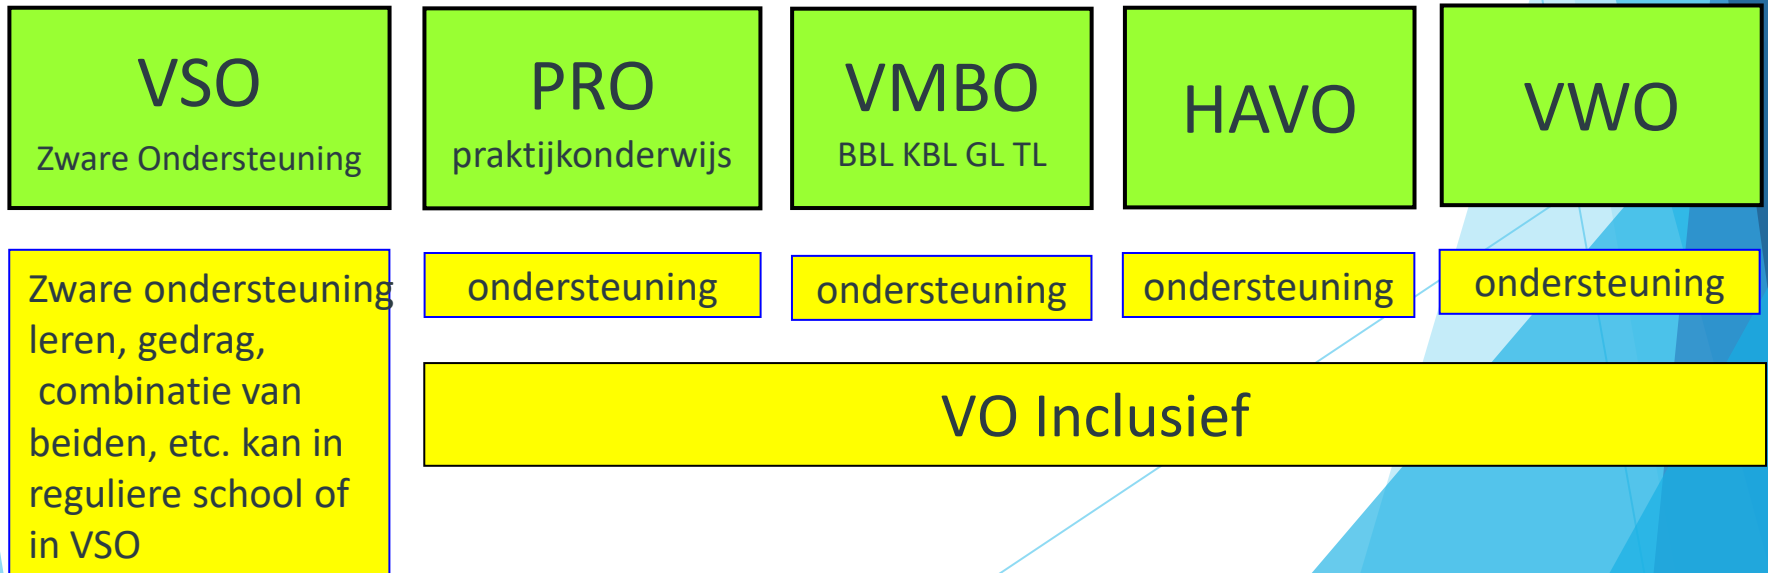 VSO
Zware Ondersteuning
PRO
praktijkonderwijs
VMBO
BBL KBL GL TL
HAVO
VWO
Zware ondersteuning
leren, gedrag,
combinatie van
beiden, etc. kan in
reguliere school of
in VSO
ondersteuning
ondersteuning
ondersteuning
ondersteuning
VO Inclusief